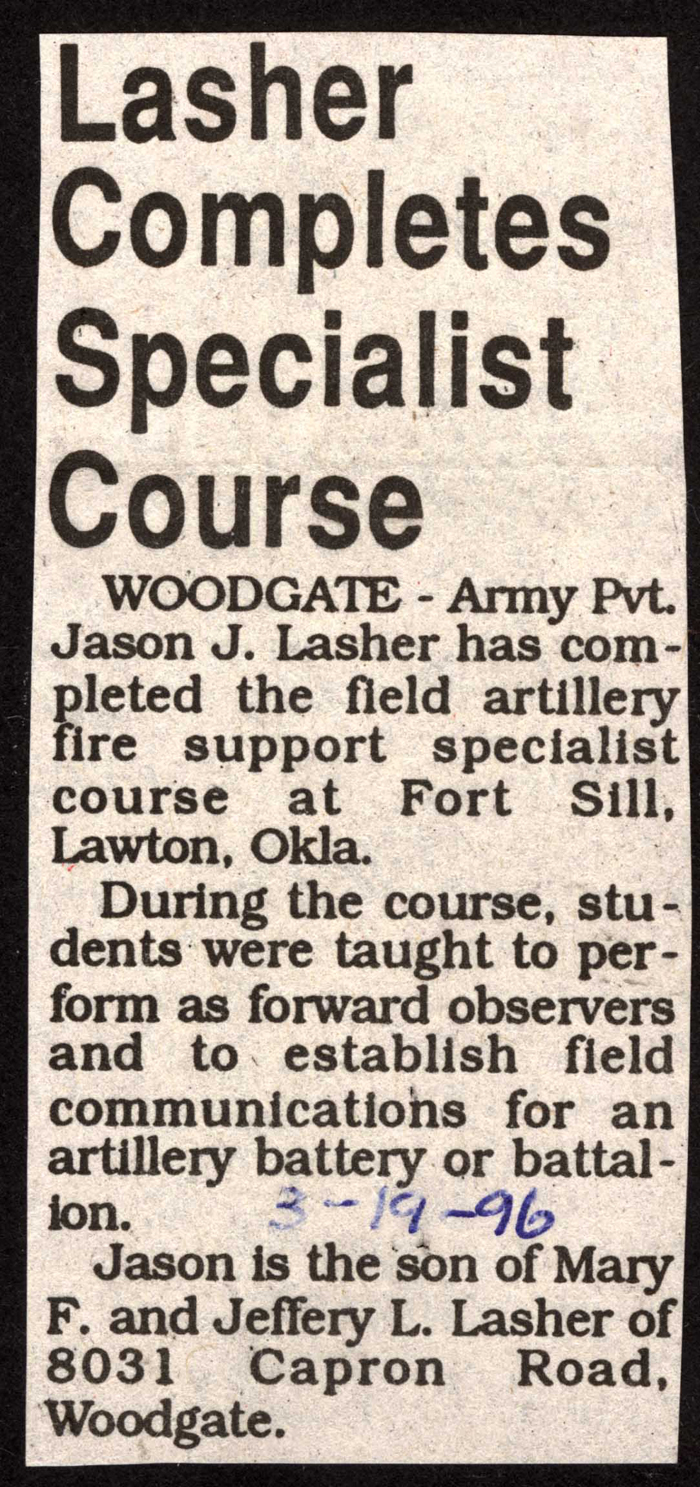 Lasher
Completes
Specialist
Course
WOODGATE - Army Pvt.
Jason J. Lasher has com-
pleted the field artillery
fire support specialist
course at Fort Sill,
Lawton, Okla.
During the course, stu-
dents were taught to per-
form as forward observers
and to establish field
communications for an
artillery battery or battal-
ion. 3-19-96
Jason is the son of Mary
F. and Jeffery L. Lasher of
8031 Capron Road,
Woodgate.